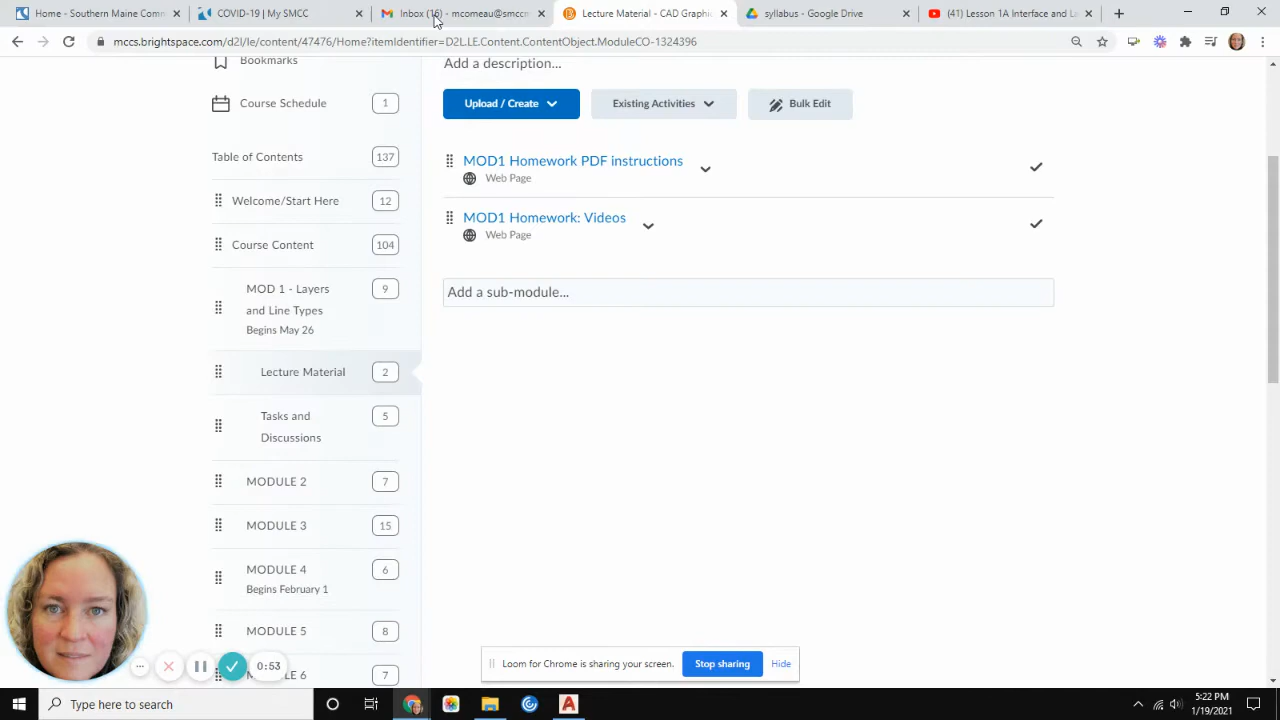 Home - Southern Maine Comm
COVID-19 | My SMCC
Inbox (16) - mcomeau@smccm
Lecture Material - CAD Graphic
syllabus - Google Drive
(41) Lesson 1A Interface and Le
mccs.brightspace.com/d2l/le/content/47476/Home?itemIdentifier=D2L.LE.Content.ContentObject.ModuleCO-1324396
Bookmarks
Course Schedule 1
Table of Contents 137
Welcome/Start Here 12
Course Content 104
MOD 1 - Layers 9
and Line Types
Begins May 26
Lecture Material 2
Tasks and 5
Discussions
MODULE 2 7
MODULE 3 15
MODULE 4 6
Begins February 1
MODULE 5 8
E 6 7
Add a description...
Upload / Create
Existing Activities
Bulk Edit
MOD1 Homework PDF instructions
Web Page
MOD1 Homework: Videos
Web Page
Add a sub-module...
0:53
Loom for Chrome is sharing your screen.
Stop sharing
Hide
Type here to search
5:22 PM
1/19/2021